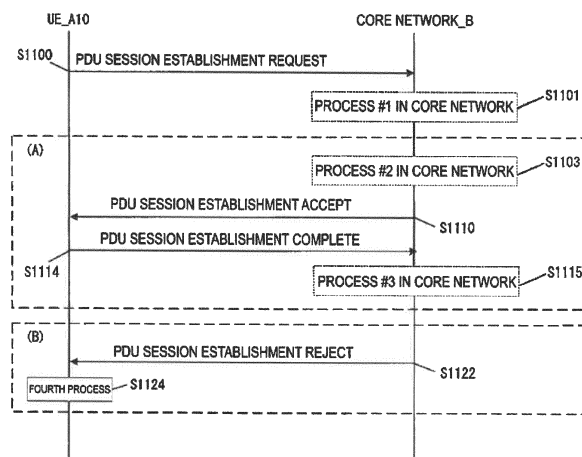 UE_A10
CORE NETWORK_B
S1100
PDU SESSION ESTABLISHMENT REQUEST
PROCESS #1 IN CORE NETWORK
S1101
(A)
PROCESS #2 IN CORE NETWORK
S1103
PDU SESSION ESTABLISHMENT ACCEPT
S1110
PDU SESSION ESTABLISHMENT COMPLETE
S1114
PROCESS #3 IN CORE NETWORK
S1115
(B)
PDU SESSION ESTABLISHMENT REJECT
S1122
FOURTH PROCESS
S1124